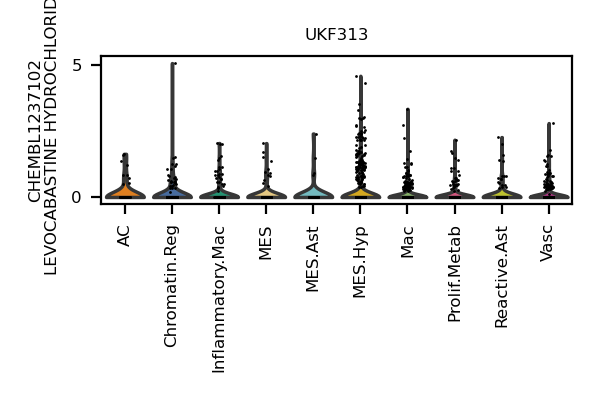 UKF313
CHEMBL1237102
LEVOCABASTINE HYDROCHLORID
5
0
AC
Chromatin.Reg
Inflammatory.Mac
MES
MES.Ast
MES.Hyp
Mac
Prolif.Metab
Reactive.Ast
Vasc